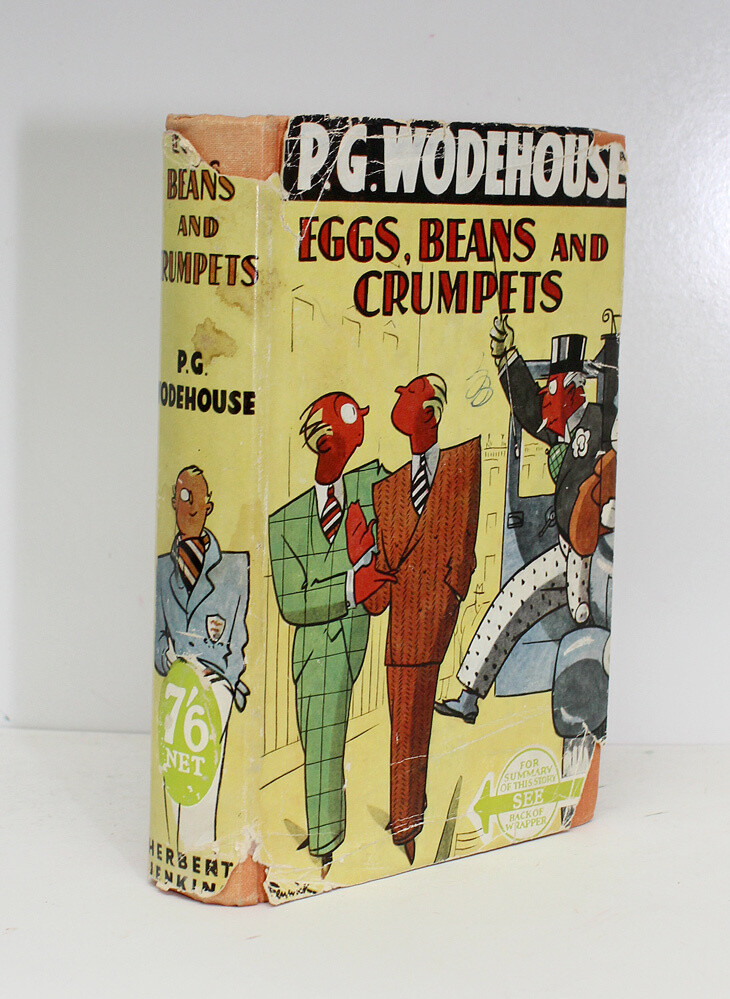 BEANS
AND
CRUMPETS
P.G.
WODEHOUSE
7/6
NET
HERBERT
JENKIN
P.G. WODEHOUSE
EGGS, BEANS AND
CRUMPETS
FOR
SUMMARY
OF THIS STORY
SEE
BACK OF
WRAPPER